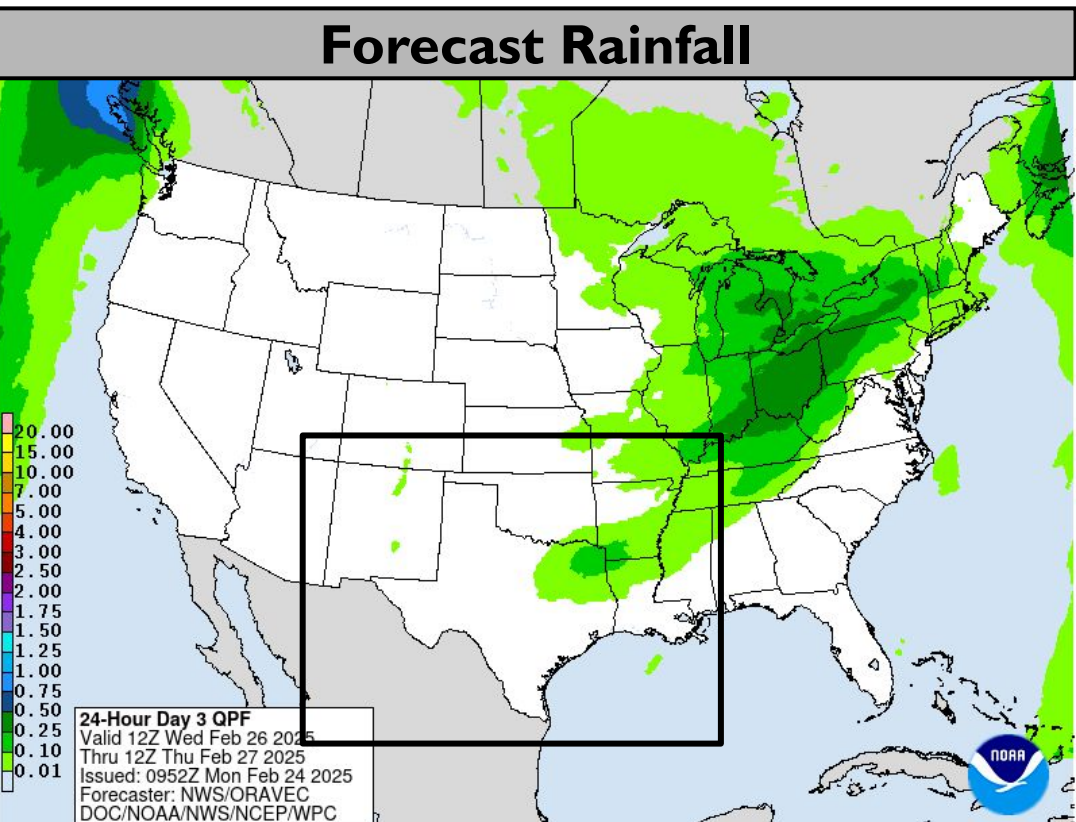 Forecast Rainfall
20.00
15.00
10.00
7.00
5.00
4.00
3.00
2.50
2.00
1.75
1.50
1.25
1.00
0.75
0.50
0.25
0.10
0.01
24-Hour Day 3 QPF
Valid 12Z Wed Feb 26 2025
Thru 12Z Thu Feb 27 2025
Issued: 0952Z Mon Feb 24 2025
Forecaster: NWS/ORAVEC
DOC/NOAA/NWS/NCEP/WPC
NOAA